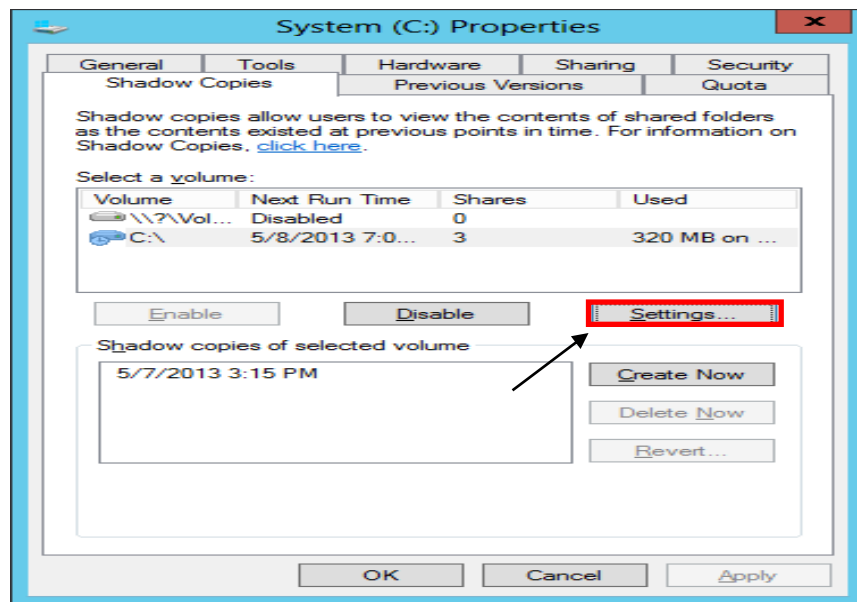 System (C:) Properties
General Tools Hardware Sharing Security
Shadow Copies Previous Versions Quota
Shadow copies allow users to view the contents of shared folders
as the contents existed at previous points in time. For information on
Shadow Copies, click here.
Select a volume:
Volume Next Run Time Shares Used
\\?\Vol... Disabled 0
C:\ 5/8/2013 7:0... 3 320 MB on ...
Enable Disable Settings...
Shadow copies of selected volume
5/7/2013 3:15 PM
Create Now
Delete Now
Revert...
OK Cancel Apply